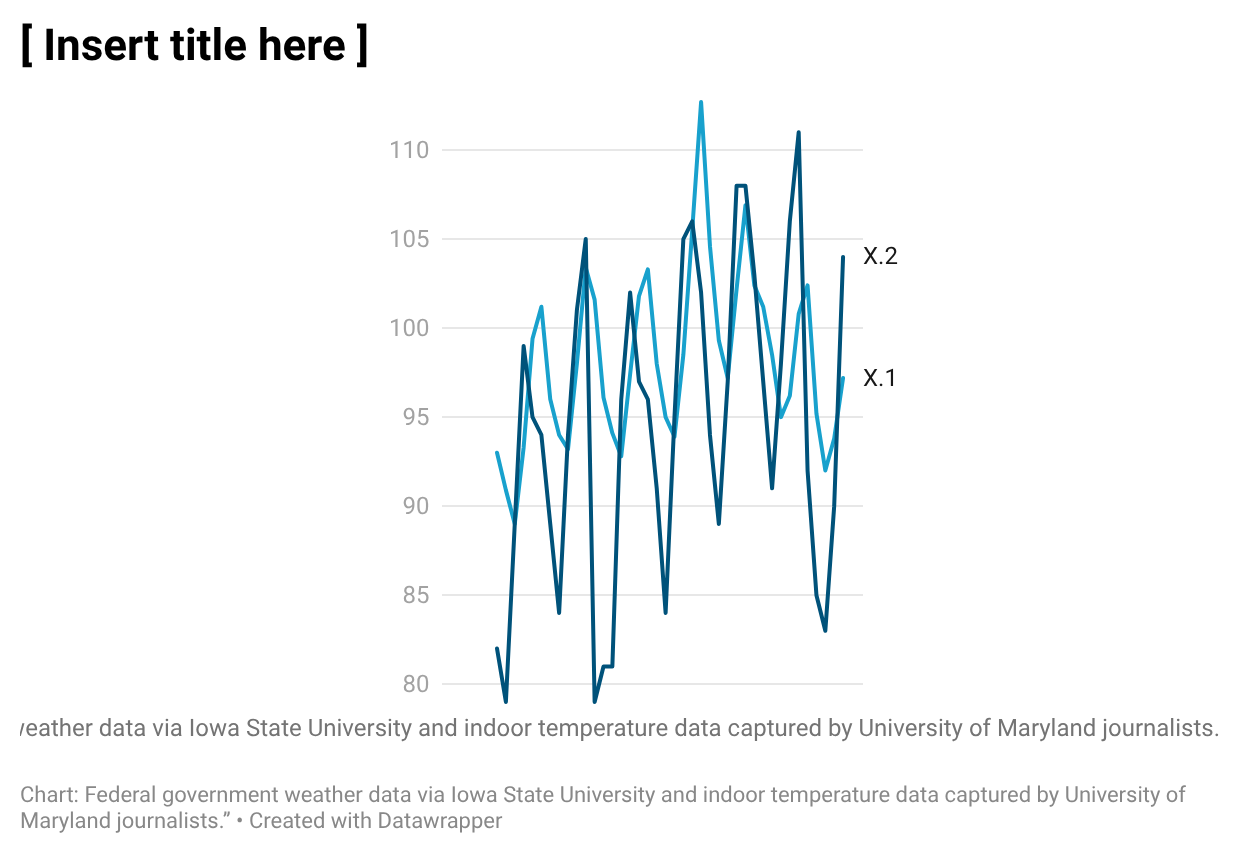 [ Insert title here ]
110
105
X.2
100
X.1
95
90
85
80
weather data via Iowa State University and indoor temperature data captured by University of Maryland journalists.
Chart: Federal government weather data via Iowa State University and indoor temperature data captured by University of
Maryland journalists.” • Created with Datawrapper